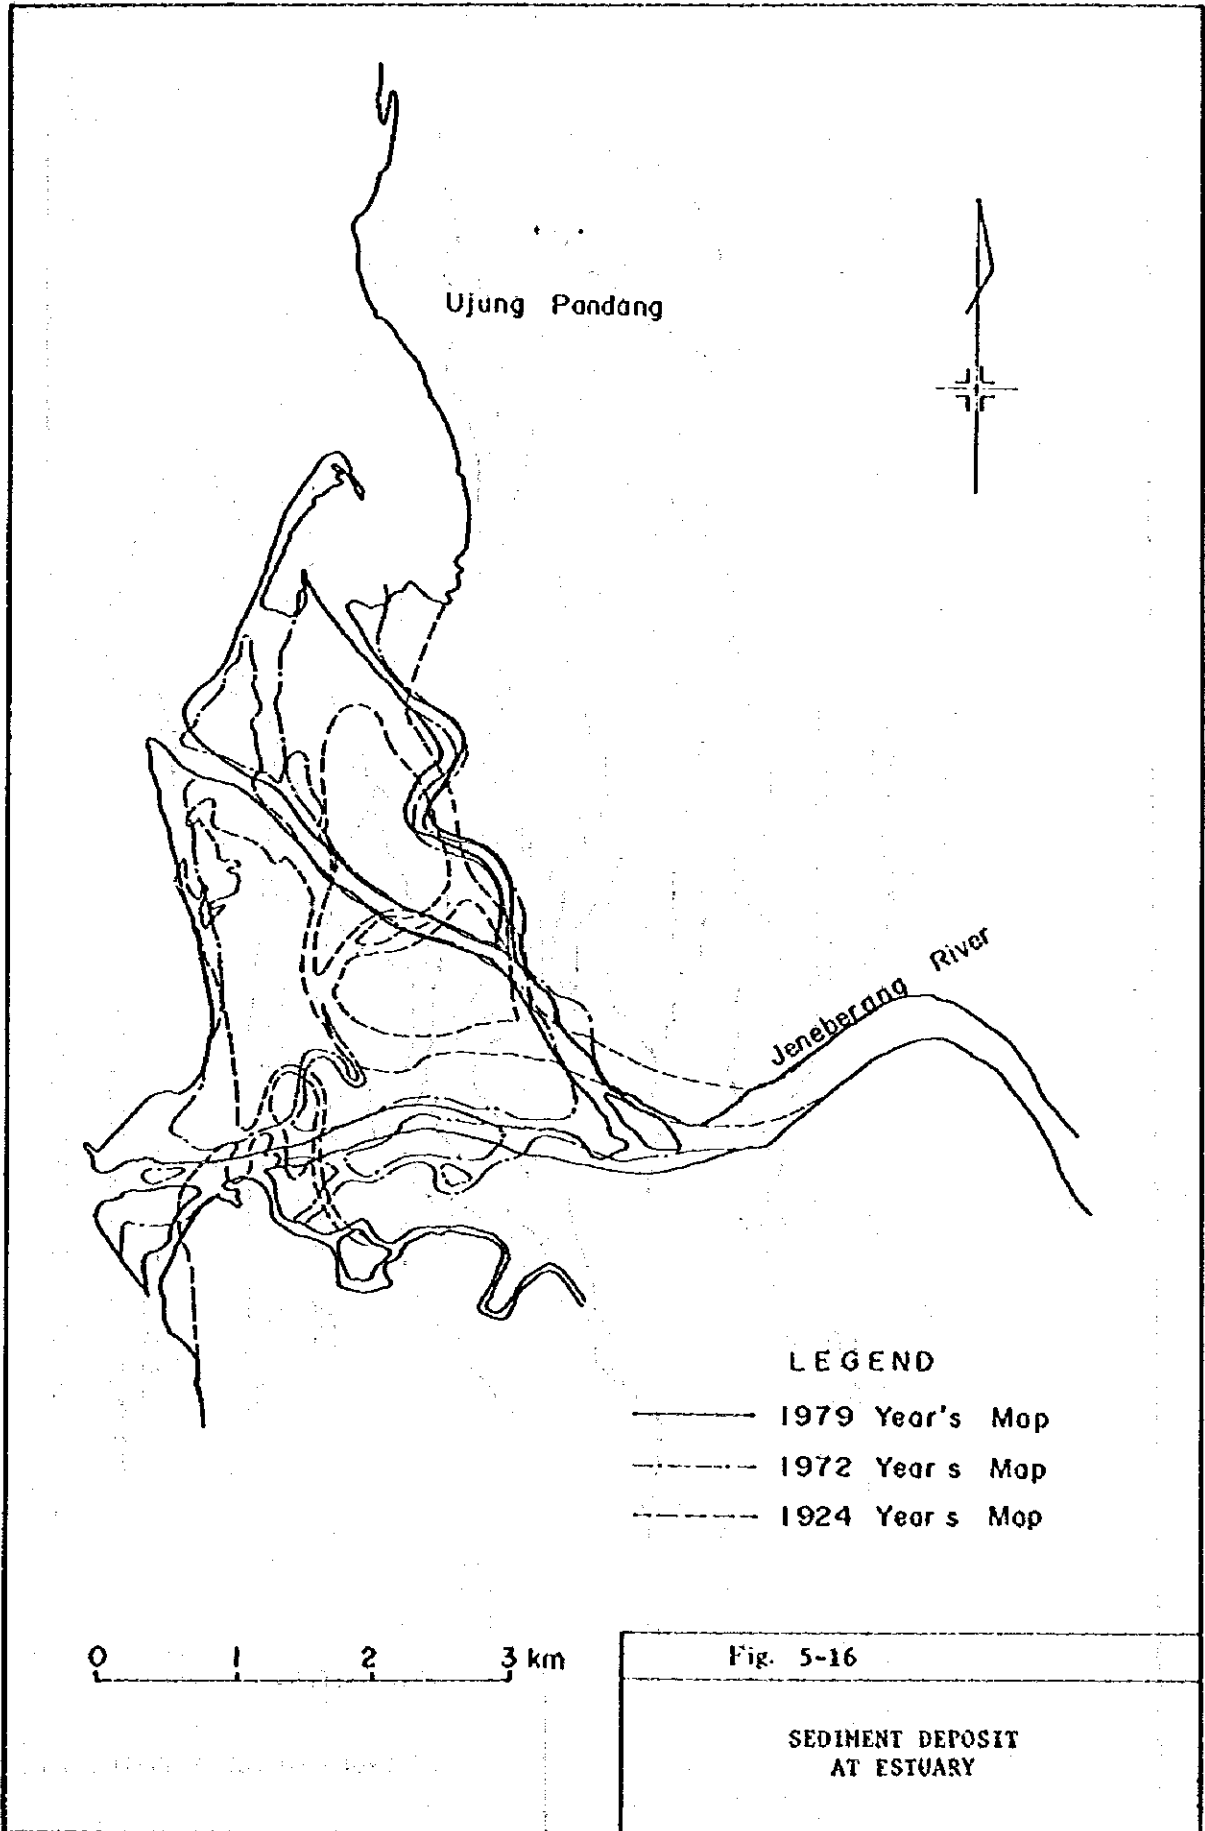 Ujung Pandang
Jeneberang River
LEGEND
1979 Year's Map
1972 Year s Map
1924 Year s Map
0 1 2 3 km
Fig. 5-16
SEDIMENT DEPOSIT
AT ESTUARY